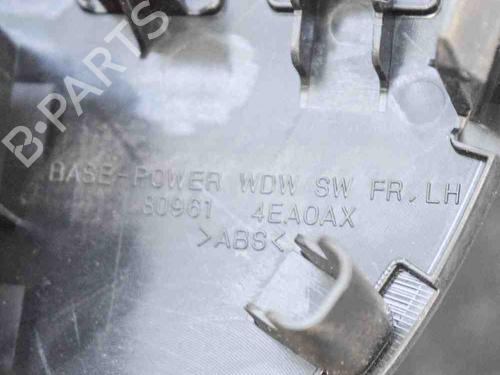 B-PARTS
BASE-POWER WDW SW FR, LH
80961 4EA0AX
>ABS<